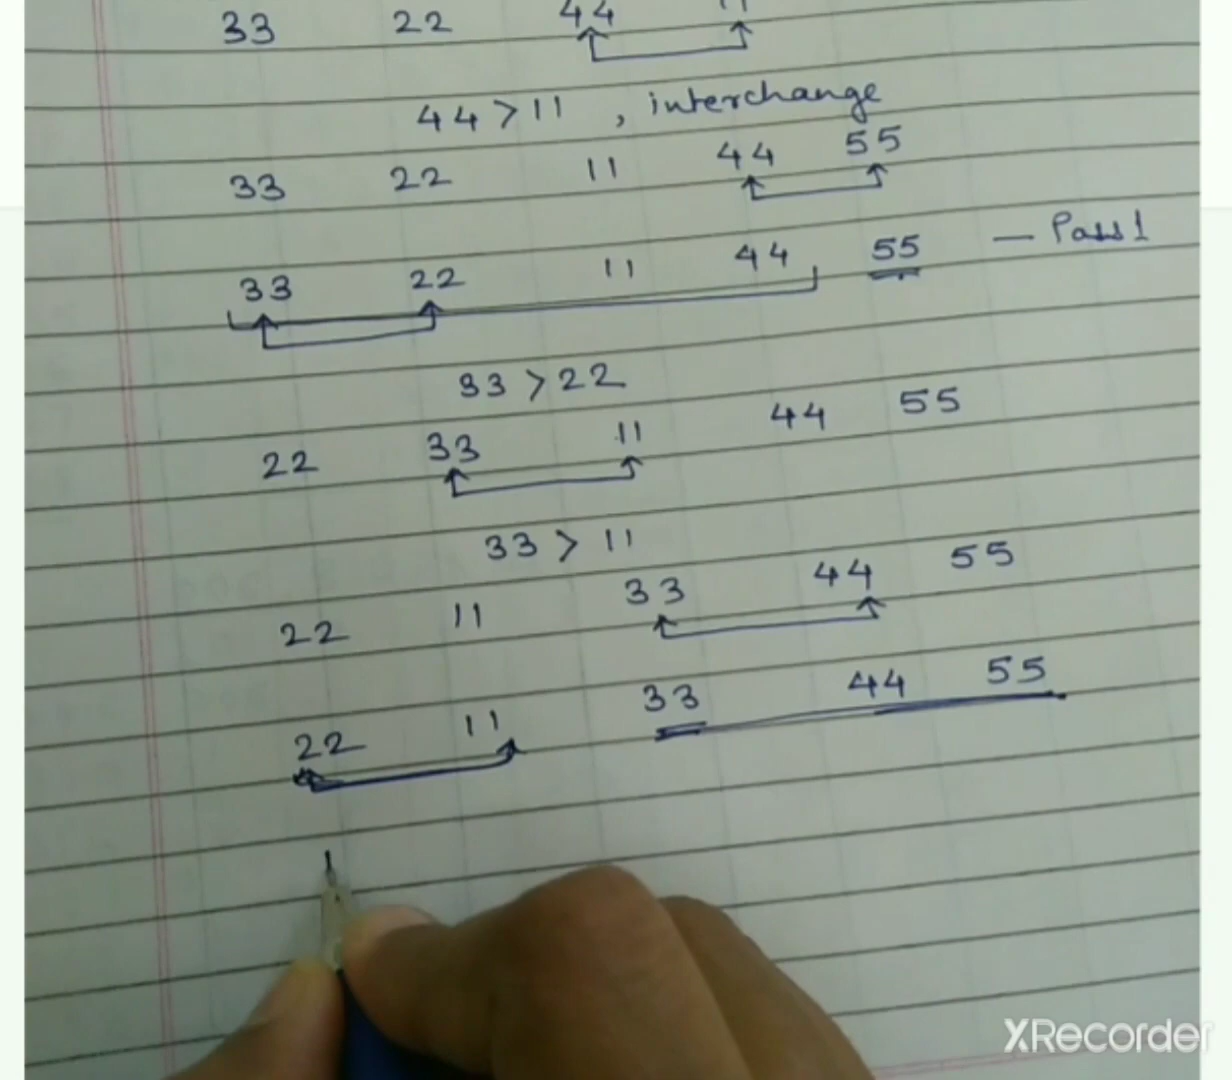 33 22 44 11
44 > 11 , interchange
33 22 11 44 55
33 22 11 44 55 — Pass 1
33 > 22
22 33 11 44 55
33 > 11
22 11 33 44 55
22 11 33 44 55
1
XRecorder